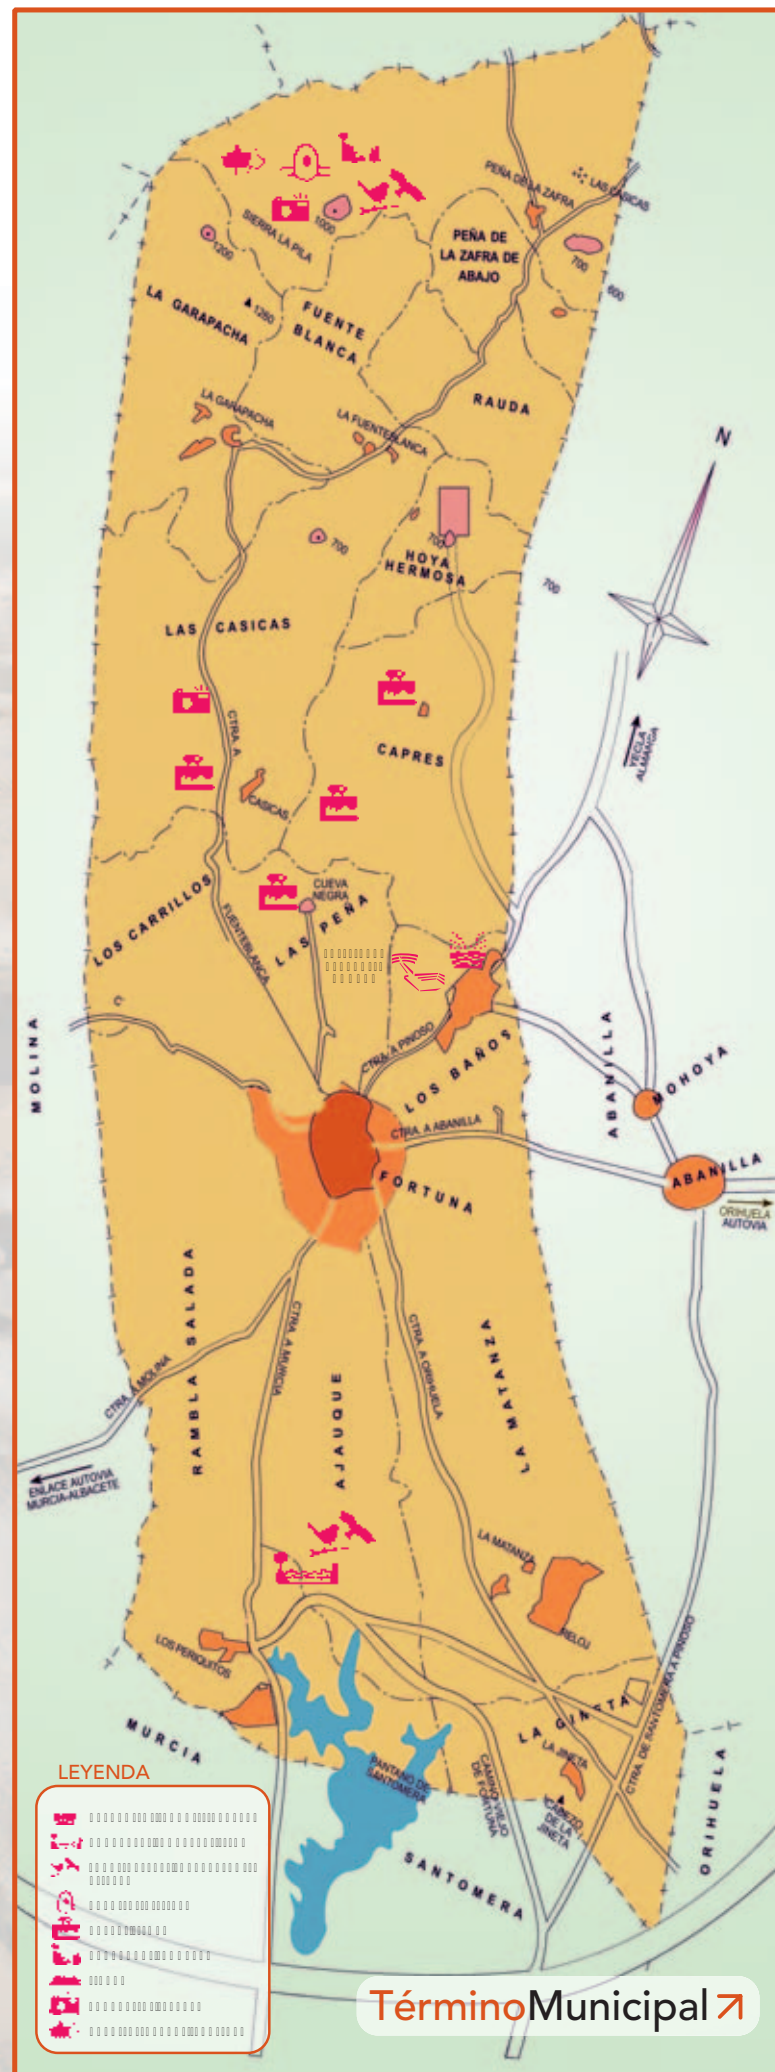 PEÑA DE LA ZAFRA
LAS CASICAS
1000
SIERRA LA PILA
1200
PEÑA DE
LA ZAFRA DE
ABAJO
700
600
LA GARAPACHA
1260
FUENTE
BLANCA
RAUDA
LA GARAPACHA
LA FUENTEBLANCA
N
700
700
HOYA
HERMOSA
700
LAS CASICAS
CTRA. A
FUENTEBLANCA
CAPRES
YECLA
ALMANSA
CASICAS
LOS CARRILLOS
CUEVA
NEGRA
LAS PEÑA
C
MOLINA
CTRA. A PINOSO
LOS BAÑOS
ABANILLA
MOHOYA
CTRA. A ABANILLA
ABANILLA
FORTUNA
ORIHUELA
AUTOVIA
RAMBLA SALADA
CTRA. A MURCIA
CTRA. A MOLINA
AJAUQUE
CTRA. A ORIHUELA
LA MATANZA
ENLACE AUTOVIA
MURCIA-ALBACETE
LA MATANZA
RELOJ
LOS PERIQUITOS
CTRA. DE SANTOMERA A PINOSO
MURCIA
LA GINETA
PANTANO DE
SANTOMERA
CAMINO VIEJO
DE FORTUNA
LA JINETA
CABEZO
DE LA
JINETA
ORIHUELA
SANTOMERA
LEYENDA
TérminoMunicipal